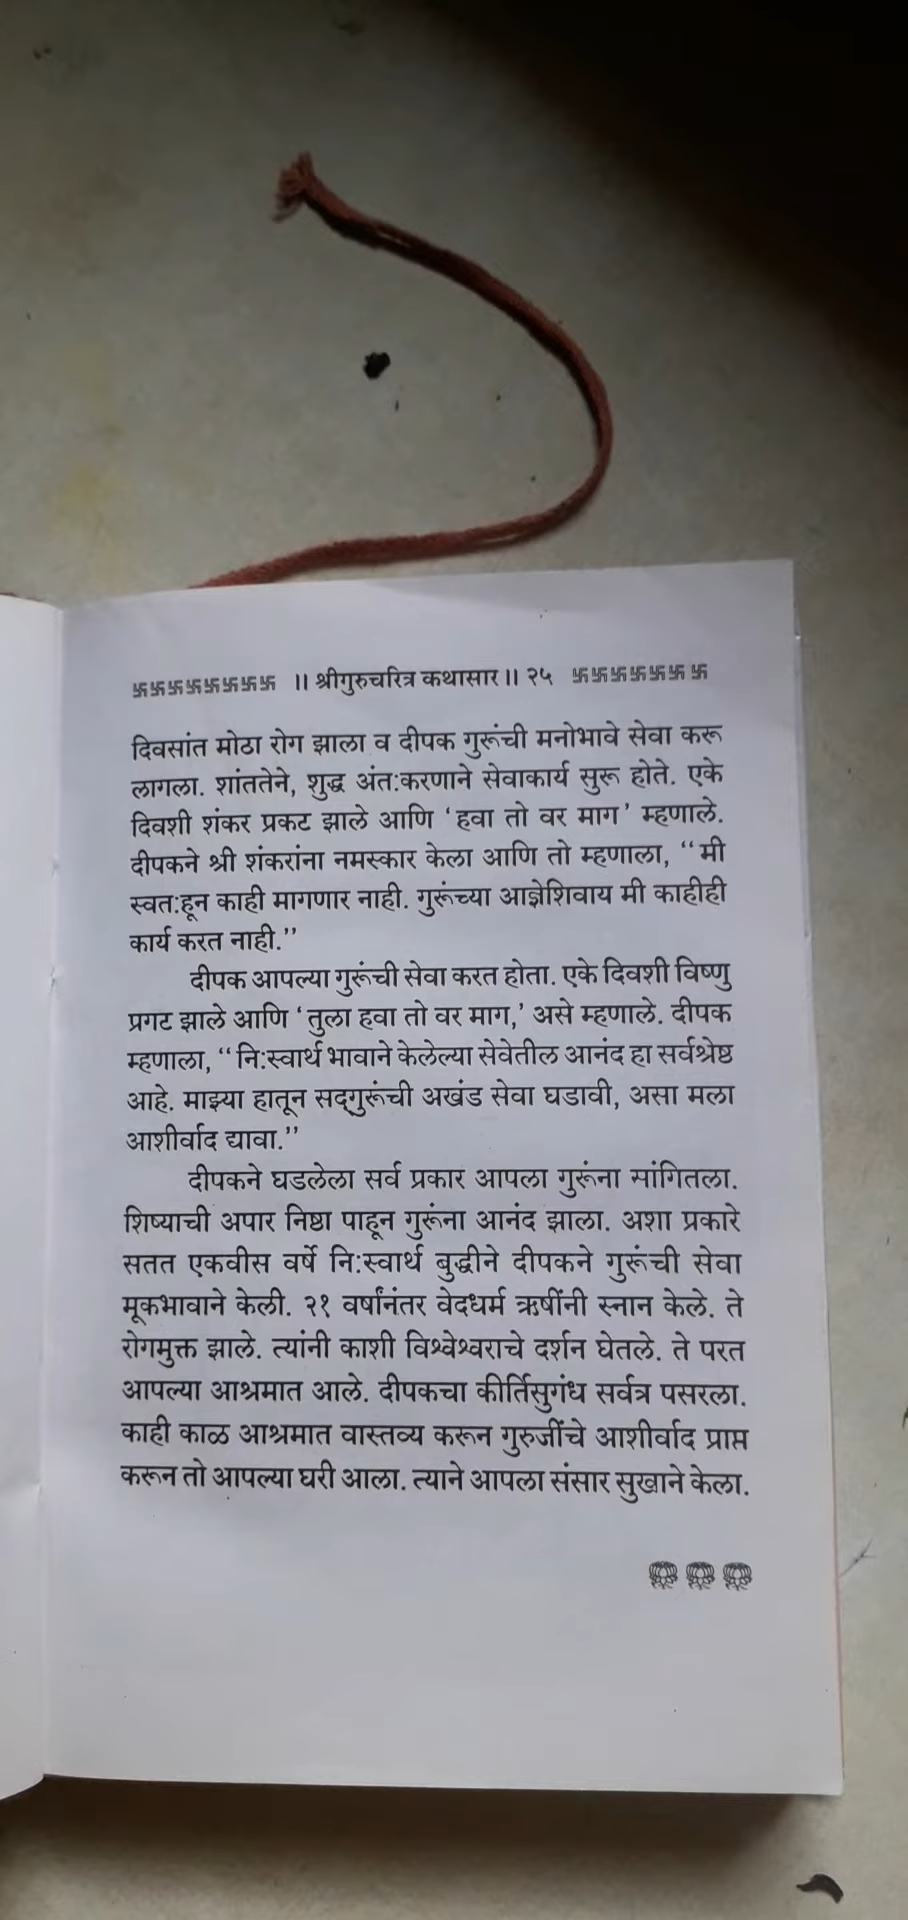 卐卐卐卐卐卐卐卐 ॥ श्रीगुरुचरित्र कथासार ॥ २५ 卐卐卐卐卐卐卐
दिवसांत मोठा रोग झाला व दीपक गुरूंची मनोभावे सेवा करू
लागला. शांततेने, शुद्ध अंत:करणाने सेवाकार्य सुरू होते. एके
दिवशी शंकर प्रकट झाले आणि ‘हवा तो वर माग’ म्हणाले.
दीपकने श्री शंकरांना नमस्कार केला आणि तो म्हणाला, ‘‘मी
स्वत:हून काही मागणार नाही. गुरूंच्या आज्ञेशिवाय मी काहीही
कार्य करत नाही.’’
दीपक आपल्या गुरूंची सेवा करत होता. एके दिवशी विष्णु
प्रगट झाले आणि ‘तुला हवा तो वर माग,’ असे म्हणाले. दीपक
म्हणाला, ‘‘नि:स्वार्थ भावाने केलेल्या सेवेतील आनंद हा सर्वश्रेष्ठ
आहे. माझ्या हातून सद्‌गुरूंची अखंड सेवा घडावी, असा मला
आशीर्वाद द्यावा.’’
दीपकने घडलेला सर्व प्रकार आपला गुरूंना सांगितला.
शिष्याची अपार निष्ठा पाहून गुरूंना आनंद झाला. अशा प्रकारे
सतत एकवीस वर्षे नि:स्वार्थ बुद्धीने दीपकने गुरूंची सेवा
मूकभावाने केली. २१ वर्षांनंतर वेदधर्म ऋषींनी स्नान केले. ते
रोगमुक्त झाले. त्यांनी काशी विश्वेश्वराचे दर्शन घेतले. ते परत
आपल्या आश्रमात आले. दीपकचा कीर्तिसुगंध सर्वत्र पसरला.
काही काळ आश्रमात वास्तव्य करून गुरुजींचे आशीर्वाद प्राप्त
करून तो आपल्या घरी आला. त्याने आपला संसार सुखाने केला.